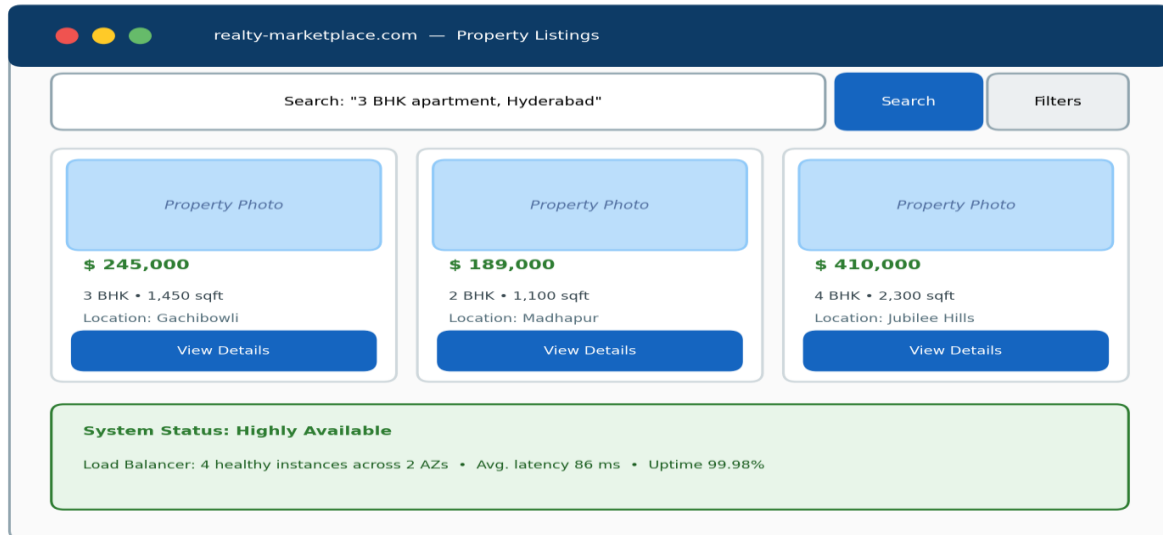 realty-marketplace.com — Property Listings
Search: "3 BHK apartment, Hyderabad"
Search
Filters
Property Photo
$ 245,000
3 BHK • 1,450 sqft
Location: Gachibowli
View Details
Property Photo
$ 189,000
2 BHK • 1,100 sqft
Location: Madhapur
View Details
Property Photo
$ 410,000
4 BHK • 2,300 sqft
Location: Jubilee Hills
View Details
System Status: Highly Available
Load Balancer: 4 healthy instances across 2 AZs • Avg. latency 86 ms • Uptime 99.98%